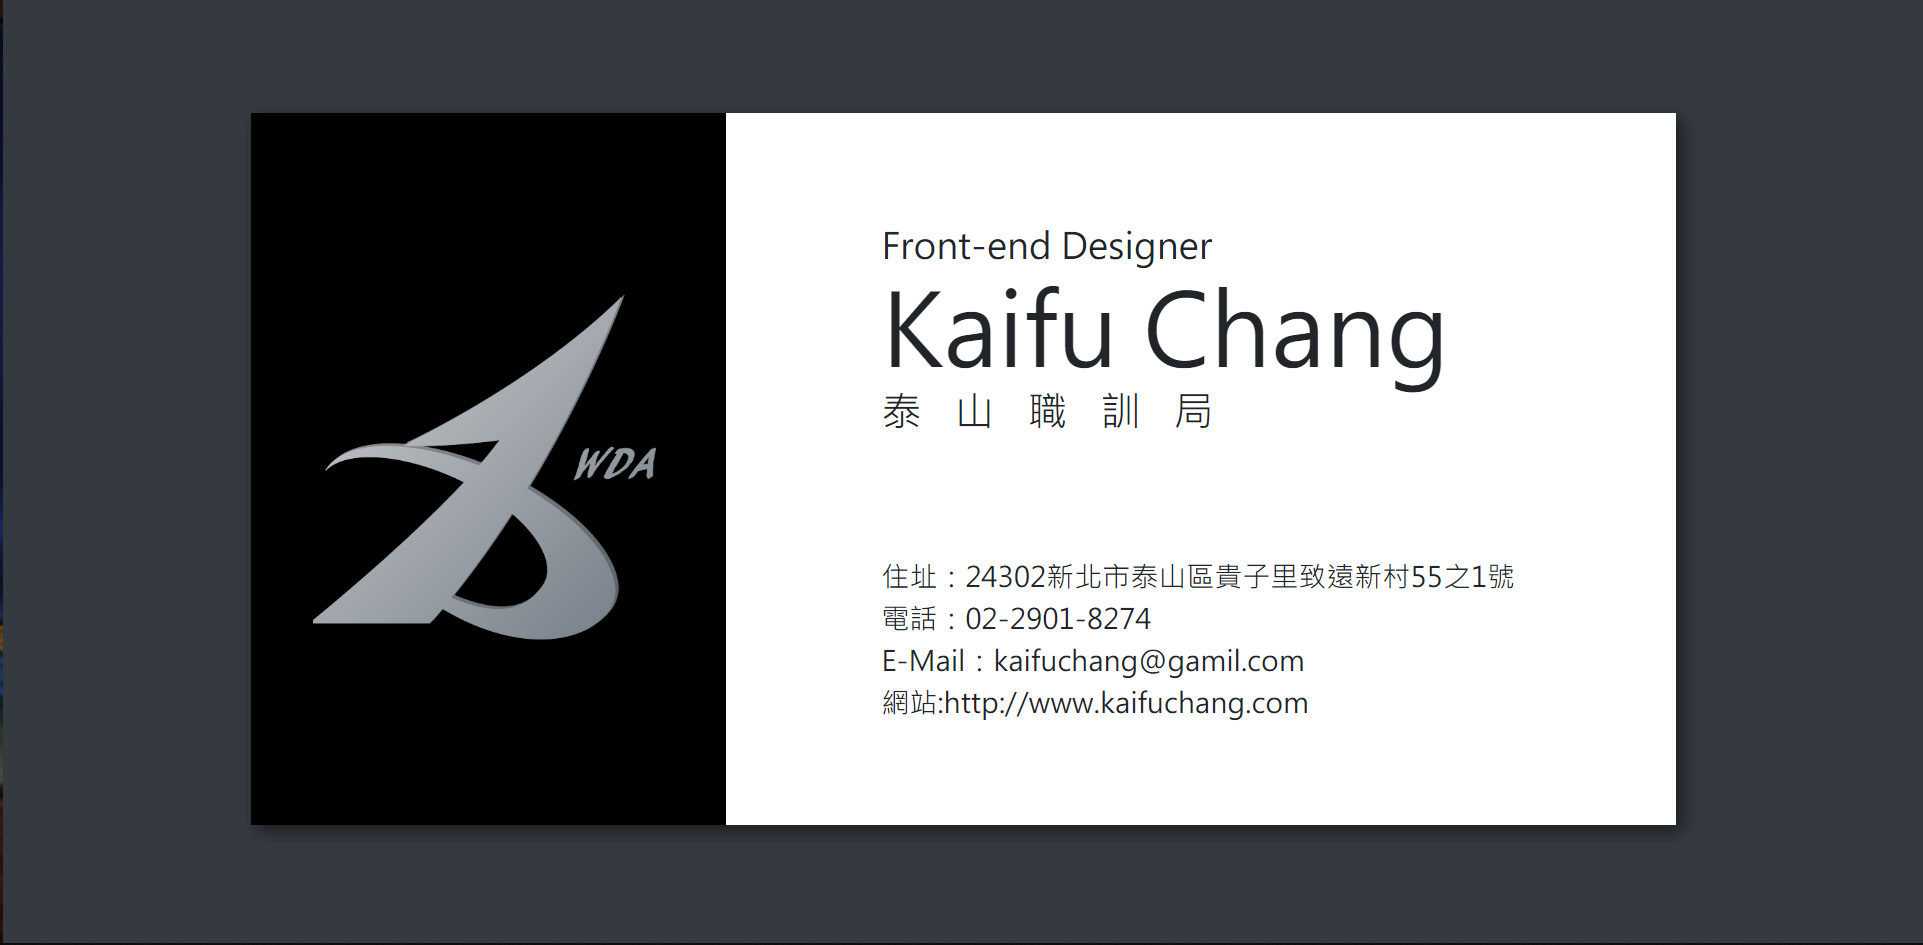 WDA
Front-end Designer
Kaifu Chang
泰山職訓局
住址：24302新北市泰山區貴子里致遠新村55之1號
電話：02-2901-8274
E-Mail：kaifuchang@gamil.com
網站:http://www.kaifuchang.com